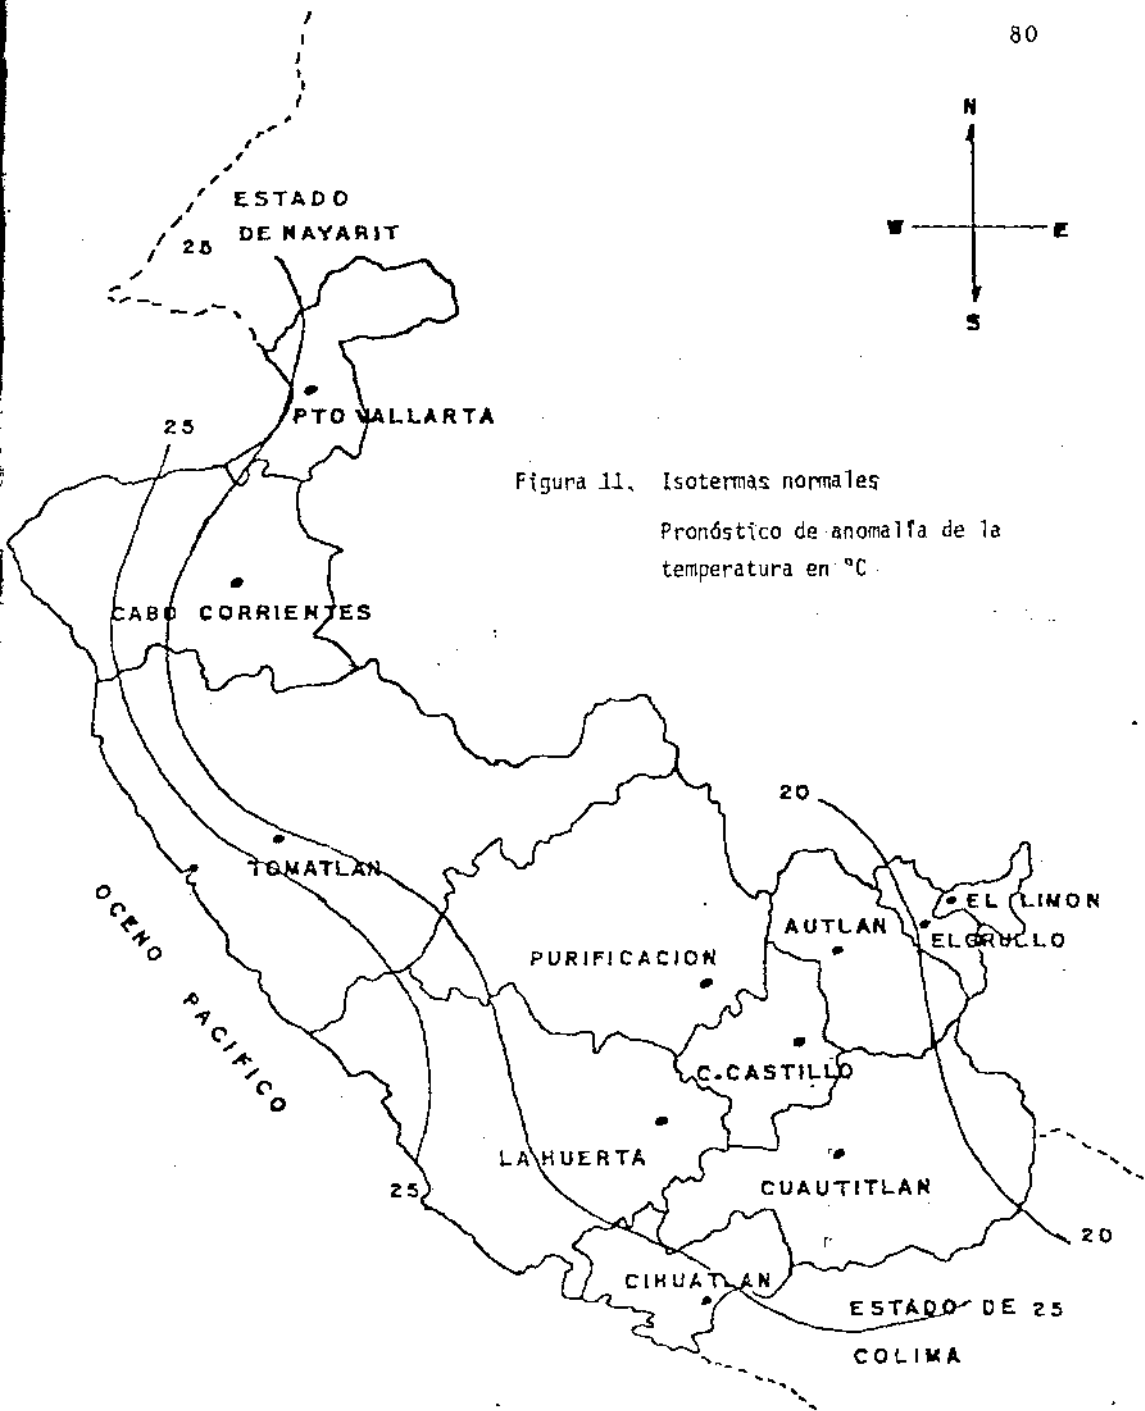 80
N
W E
S
ESTADO
DE NAYARIT
25
PTO VALLARTA
25
Figura 11. Isotermas normales
Pronóstico de anomalía de la
temperatura en °C
CABO CORRIENTES
20
TOMATLAN
EL LIMON
AUTLAN
EL GRULLO
OCENO PACIFICO
PURIFICACION
C.CASTILLO
LA HUERTA
25
CUAUTITLAN
20
CIHUATLAN
ESTADO DE 25
COLIMA